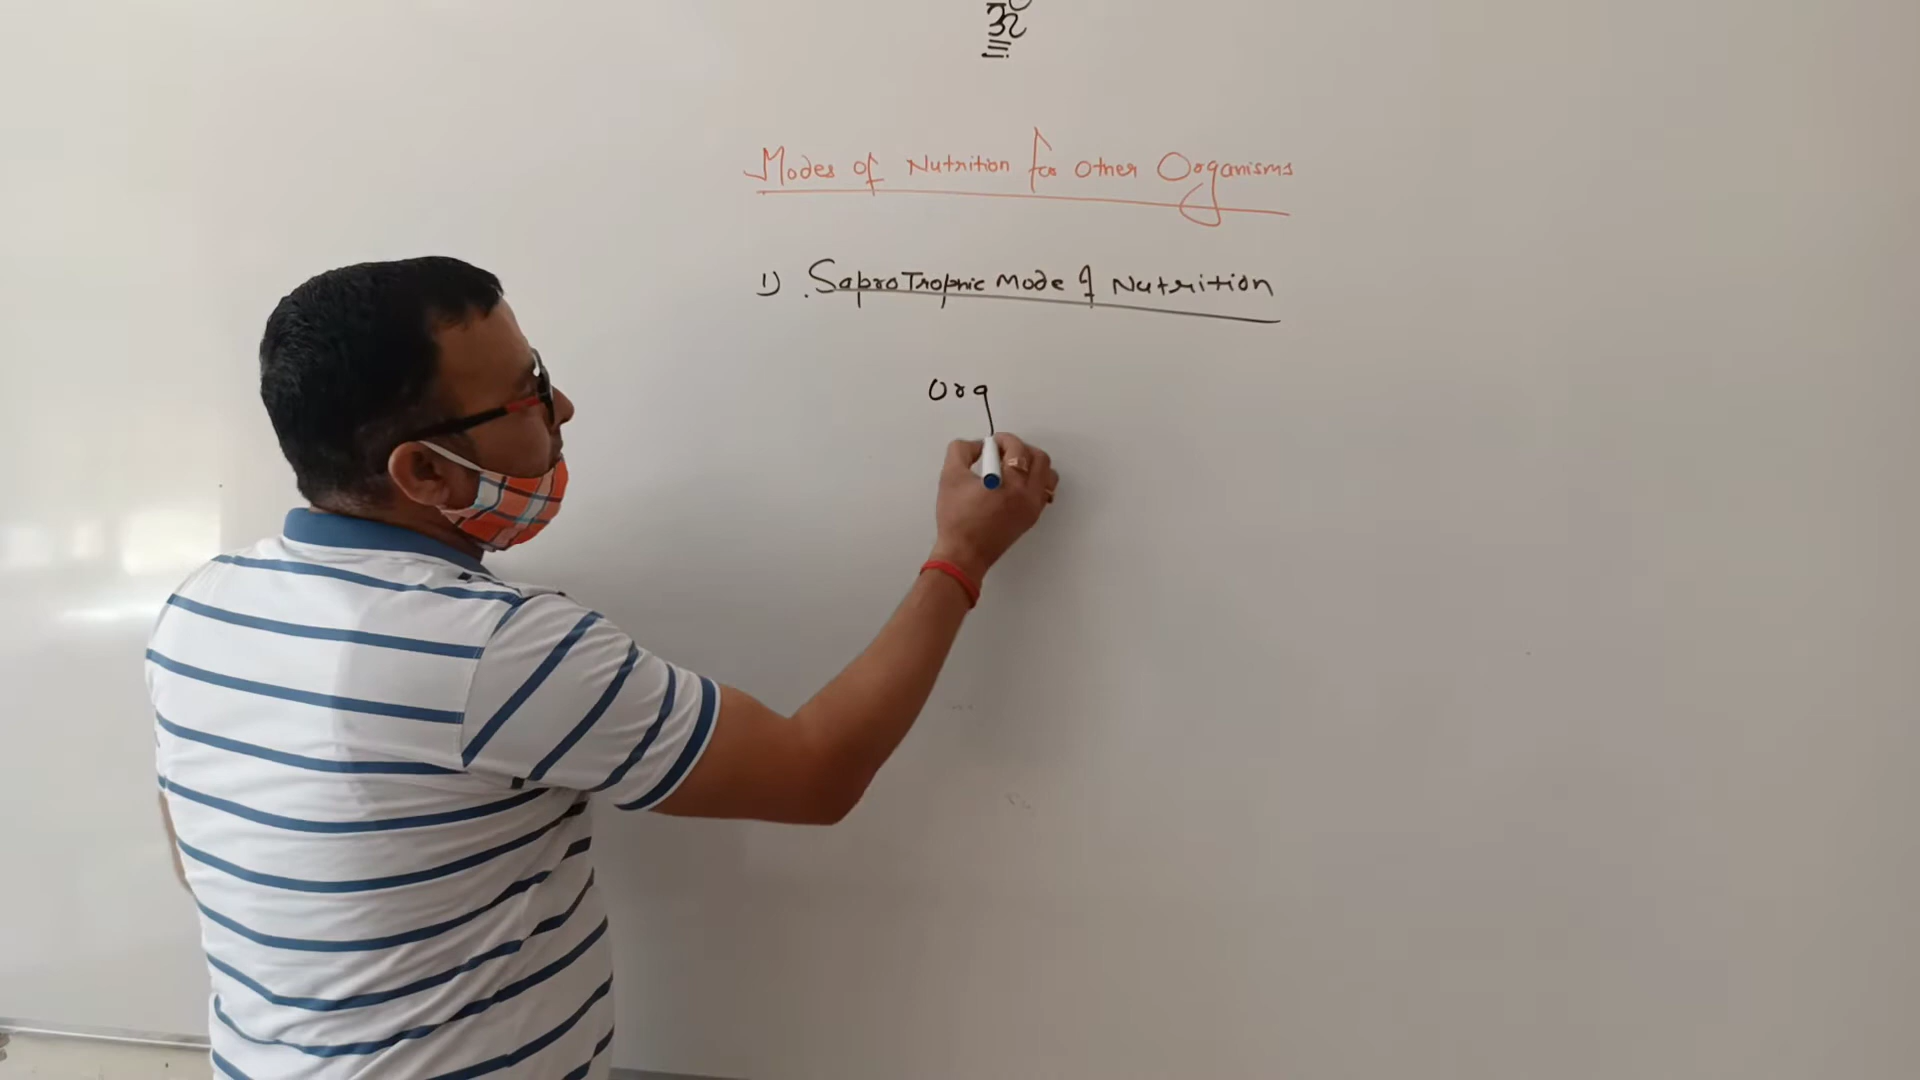 ॐ
Modes of Nutrition for Other Organisms
1) SaproTrophic Mode of Nutrition
Org